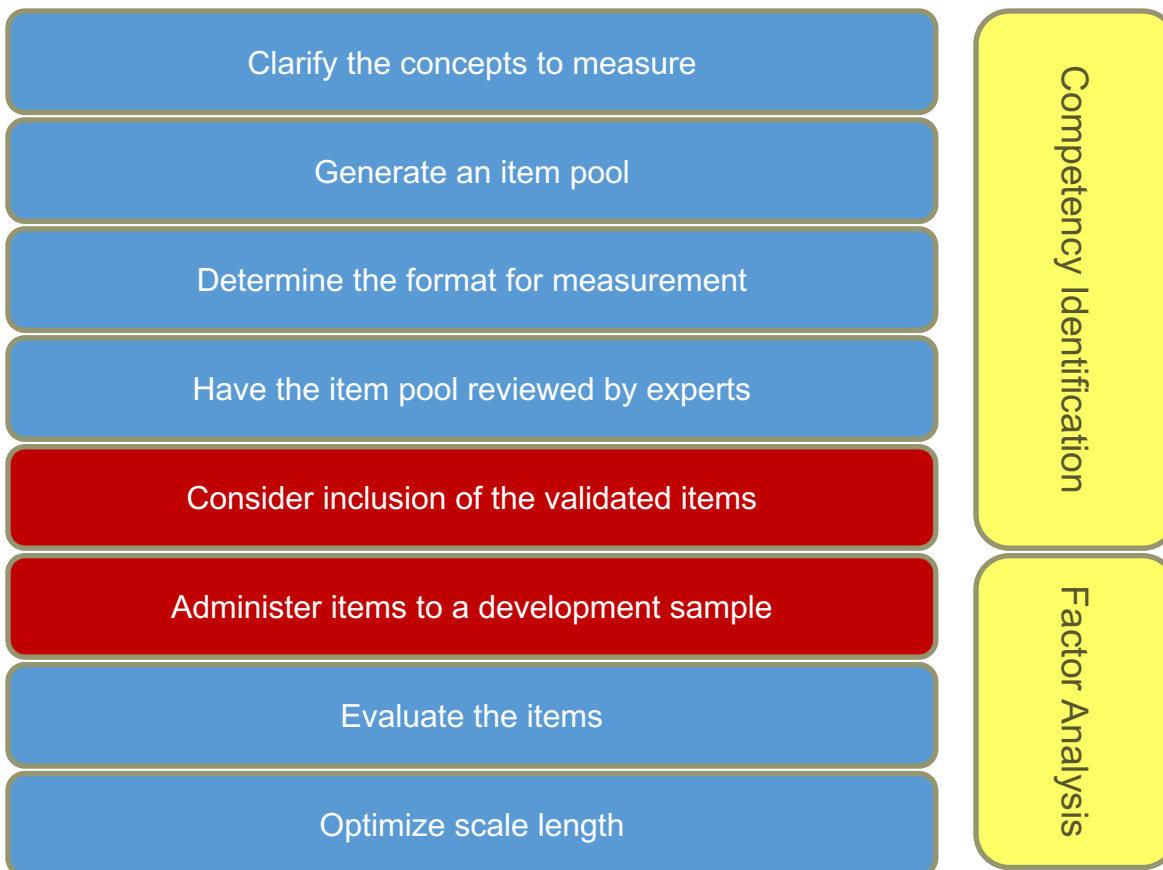 Clarify the concepts to measure
Generate an item pool
Determine the format for measurement
Have the item pool reviewed by experts
Consider inclusion of the validated items
Administer items to a development sample
Evaluate the items
Optimize scale length
Competency Identification
Factor Analysis